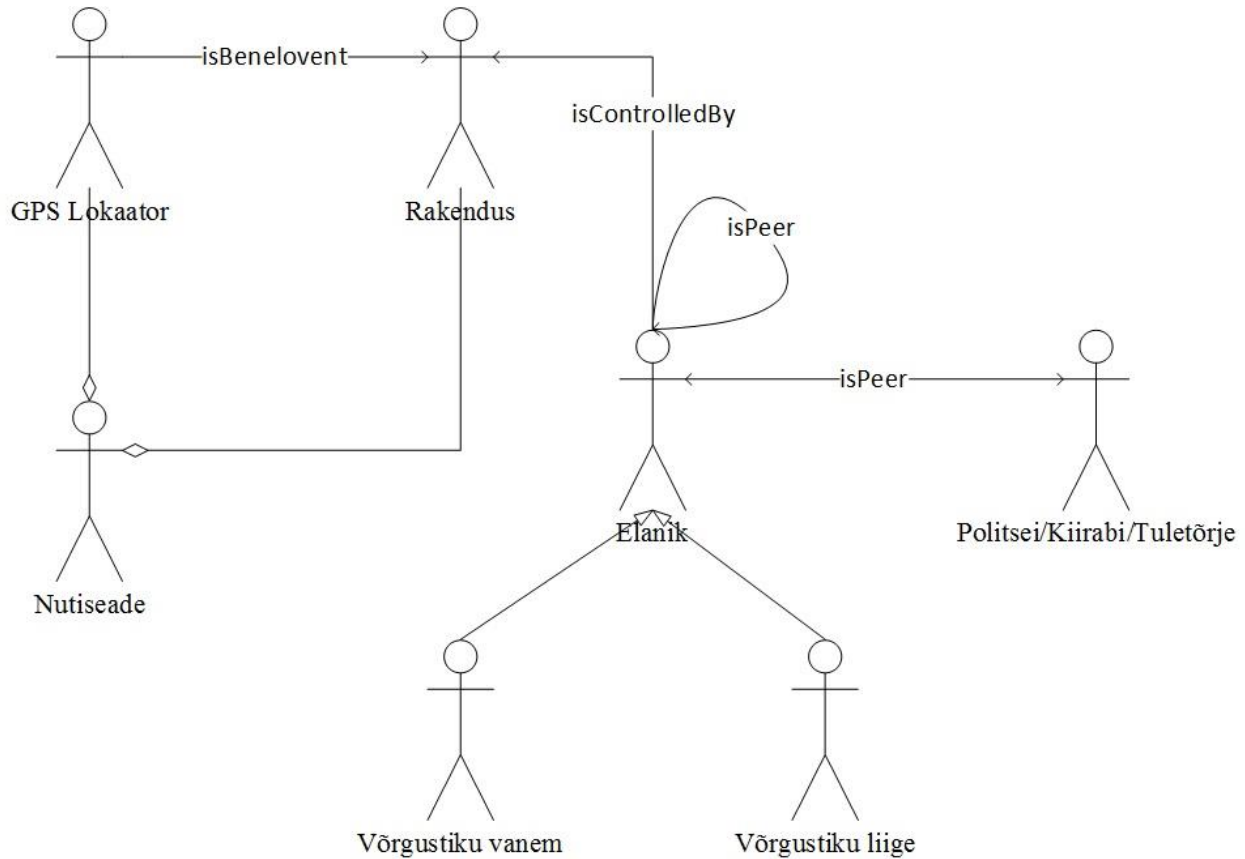 isBenelovent
isControlledBy
GPS Lokaator
Rakendus
isPeer
isPeer
Elanik
Politsei/Kiirabi/Tuletõrje
Nutiseade
Võrgustiku vanem
Võrgustiku liige